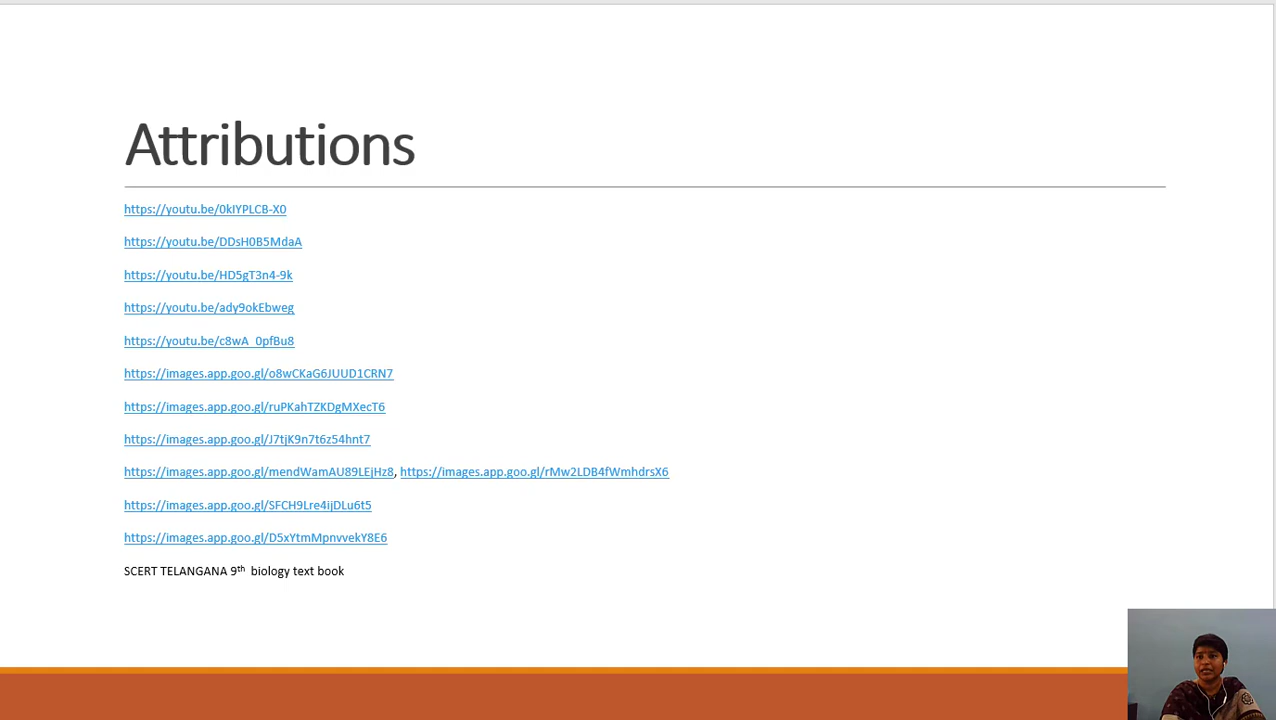 Attributions
https://youtu.be/0kIYPLCB-X0
https://youtu.be/DDsH0B5MdaA
https://youtu.be/HD5gT3n4-9k
https://youtu.be/ady9okEbweg
https://youtu.be/c8wA_0pfBu8
https://images.app.goo.gl/o8wCKaG6JUUD1CRN7
https://images.app.goo.gl/ruPKahTZKDgMXecT6
https://images.app.goo.gl/J7tjK9n7t6z54hnt7
https://images.app.goo.gl/mendWamAU89LEjHz8, https://images.app.goo.gl/rMw2LDB4fWmhdrsX6
https://images.app.goo.gl/SFCH9Lre4ijDLu6t5
https://images.app.goo.gl/D5xYtmMpnvvekY8E6
SCERT TELANGANA 9th biology text book